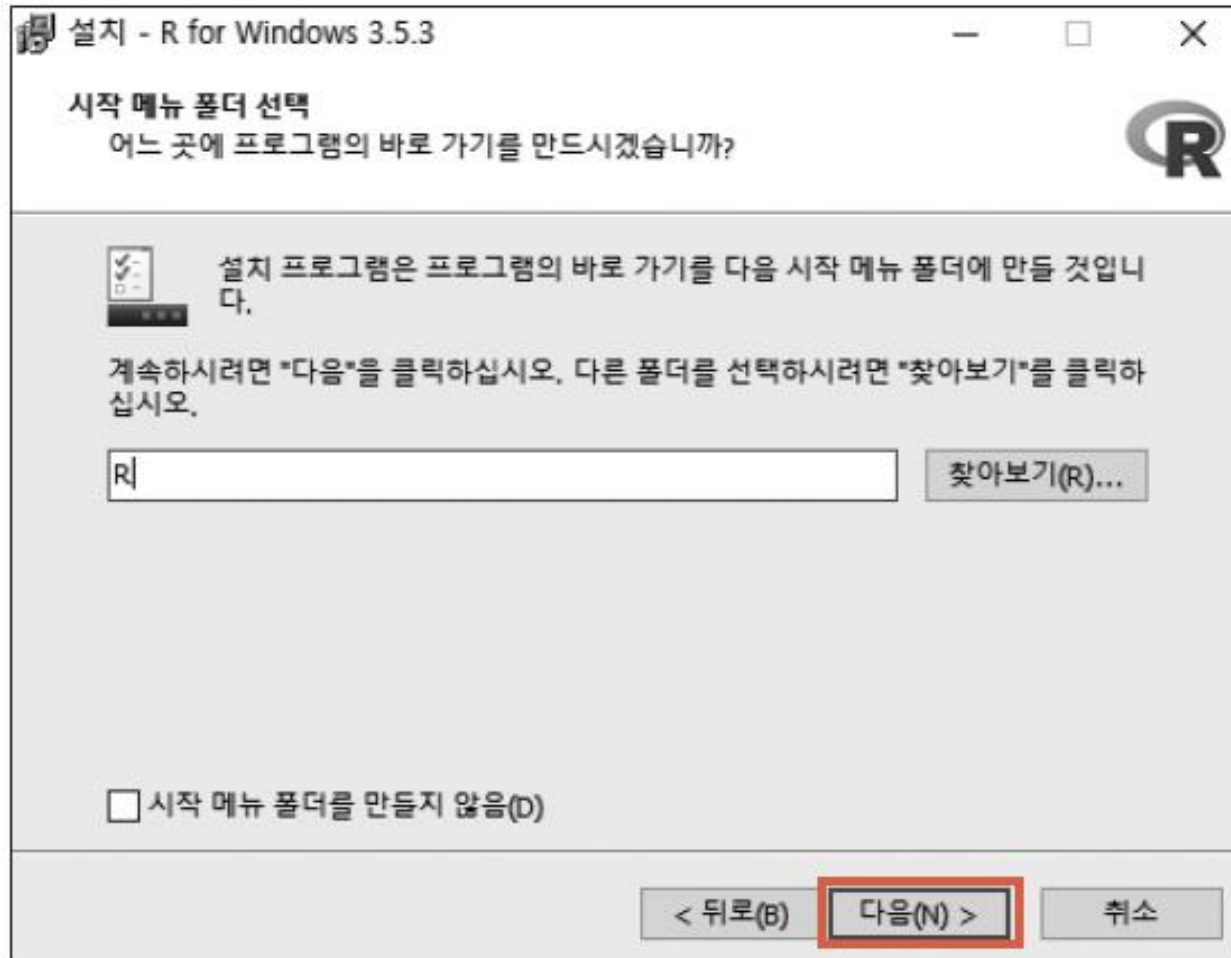 설치 - R for Windows 3.5.3
시작 메뉴 폴더 선택
어느 곳에 프로그램의 바로 가기를 만드시겠습니까?
R
설치 프로그램은 프로그램의 바로 가기를 다음 시작 메뉴 폴더에 만들 것입니
다.
계속하시려면 "다음"을 클릭하십시오. 다른 폴더를 선택하시려면 "찾아보기"를 클릭하
십시오.
R
찾아보기(R)...
시작 메뉴 폴더를 만들지 않음(D)
< 뒤로(B)
다음(N) >
취소